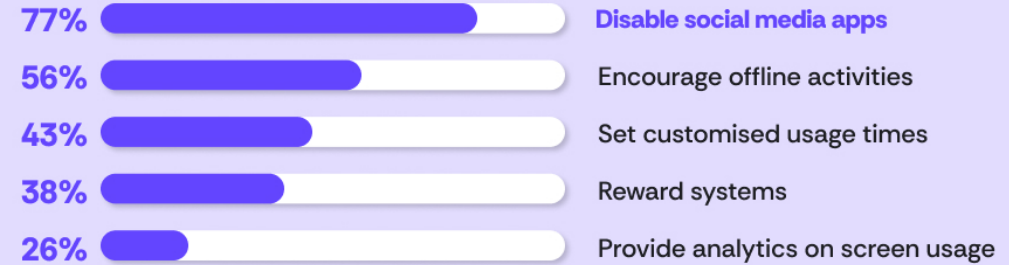 77% Disable social media apps
56% Encourage offline activities
43% Set customised usage times
38% Reward systems
26% Provide analytics on screen usage